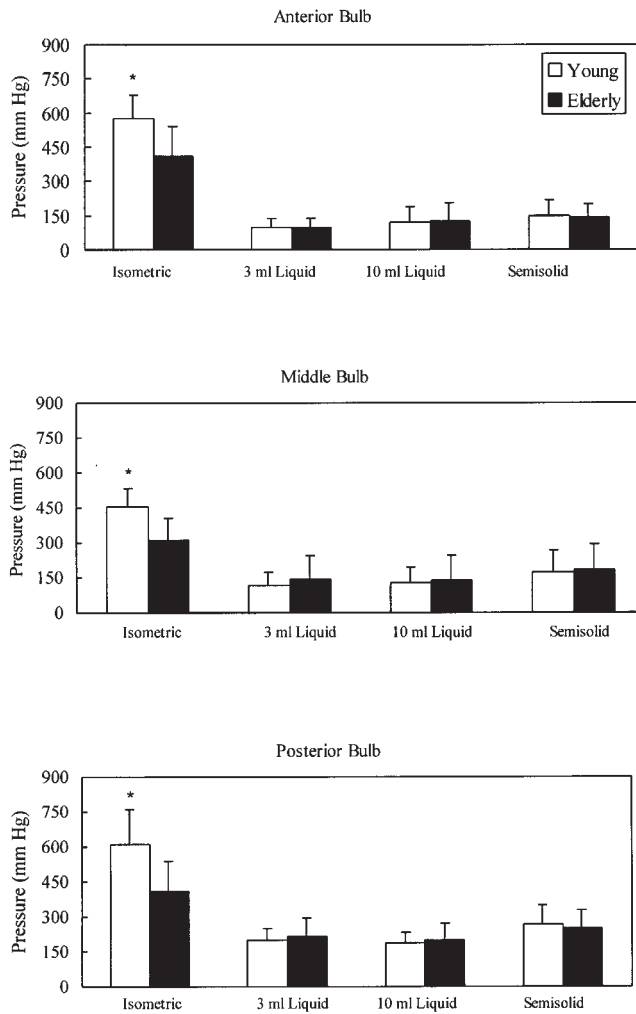 Anterior Bulb
900
750
600
450
300
150
0
Pressure (mm Hg)
*
Young
Elderly
Isometric 3 ml Liquid 10 ml Liquid Semisolid
Middle Bulb
900
750
600
450
300
150
0
Pressure (mm Hg)
*
Isometric 3 ml Liquid 10 ml Liquid Semisolid
Posterior Bulb
900
750
600
450
300
150
0
Pressure (mm Hg)
*
Isometric 3 ml Liquid 10 ml Liquid Semisolid